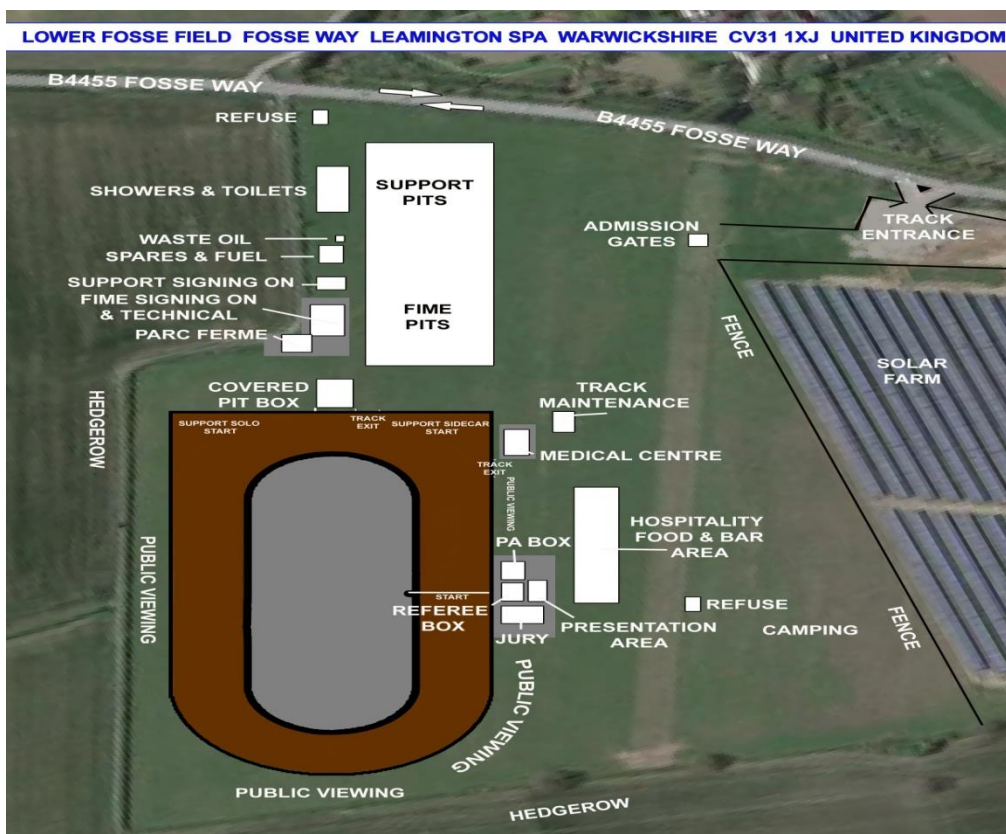 LOWER FOSSE FIELD FOSSE WAY LEAMINGTON SPA WARWICKSHIRE CV31 1XJ UNITED KINGDOM
B4455 FOSSE WAY
B4455 FOSSE WAY
REFUSE
SHOWERS & TOILETS
SUPPORT
PITS
ADMISSION
GATES
TRACK
ENTRANCE
WASTE OIL
SPARES & FUEL
SUPPORT SIGNING ON
FIME SIGNING ON
& TECHNICAL
PARC FERME
FIME
PITS
FENCE
SOLAR
FARM
HEDGEROW
COVERED
PIT BOX
TRACK
MAINTENANCE
SUPPORT SOLO
START
TRACK
EXIT
SUPPORT SIDECAR
START
MEDICAL CENTRE
TRACK
EXIT
PUBLIC VIEWING
PUBLIC VIEWING
HOSPITALITY
FOOD & BAR
AREA
PA BOX
START
REFEREE
BOX
JURY
PRESENTATION
AREA
REFUSE
CAMPING
FENCE
PUBLIC VIEWING
PUBLIC VIEWING
HEDGEROW